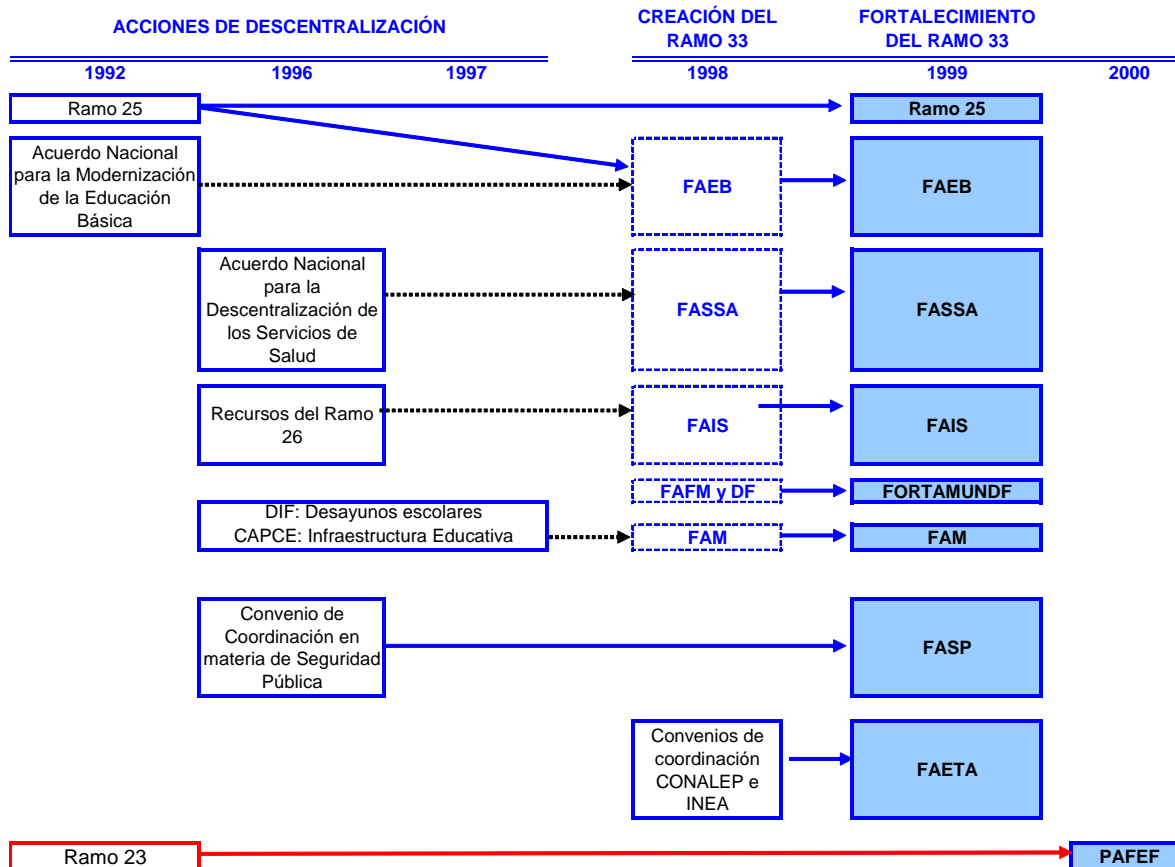 ACCIONES DE DESCENTRALIZACIÓN
CREACIÓN DEL
RAMO 33
FORTALECIMIENTO
DEL RAMO 33
1992
1996
1997
1998
1999
2000
Ramo 25
Ramo 25
Acuerdo Nacional
para la Modernización
de la Educación
Básica
FAEB
FAEB
Acuerdo Nacional
para la
Descentralización de
los Servicios de
Salud
FASSA
FASSA
Recursos del Ramo
26
FAIS
FAIS
FAFM y DF
FORTAMUNDF
DIF: Desayunos escolares
CAPCE: Infraestructura Educativa
FAM
FAM
Convenio de
Coordinación en
materia de Seguridad
Pública
FASP
Convenios de
coordinación
CONALEP e
INEA
FAETA
Ramo 23
PAFEF